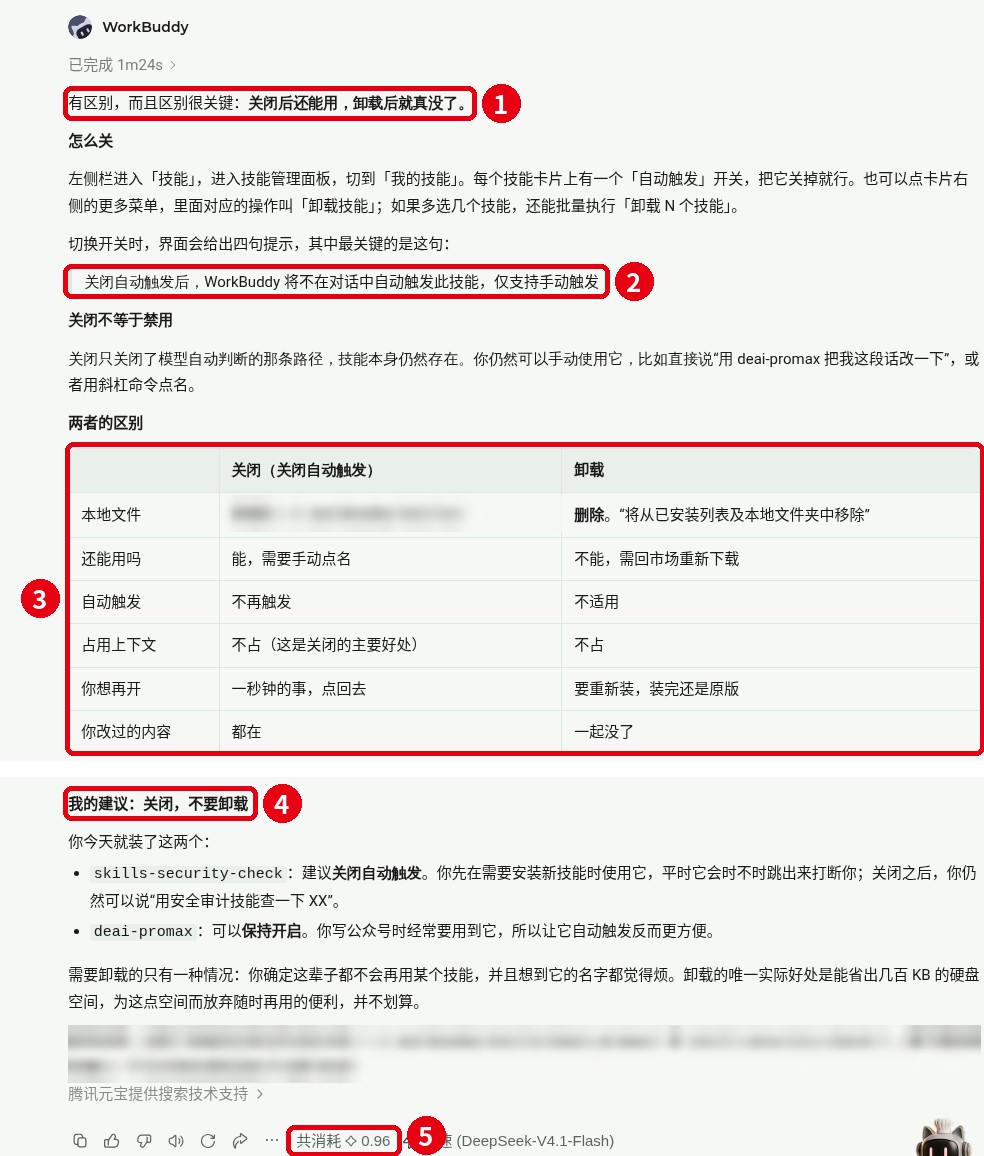 WorkBuddy
已完成 1m24s
有区别，而且区别很关键：关闭后还能用，卸载后就真没了。
1
怎么关
左侧栏进入「技能」，进入技能管理面板，切到「我的技能」。每个技能卡片上有一个「自动触发」开关，把它关掉就行。也可以点卡片右
侧的更多菜单，里面对应的操作叫「卸载技能」；如果多选几个技能，还能批量执行「卸载 N 个技能」。
切换开关时，界面会给出四句提示，其中最关键的是这句：
关闭自动触发后，WorkBuddy 将不在对话中自动触发此技能，仅支持手动触发
2
关闭不等于禁用
关闭只关闭了模型自动判断的那条路径，技能本身仍然存在。你仍然可以手动使用它，比如直接说“用 deai-promax 把我这段话改一下”，或
者用斜杠命令点名。
两者的区别
关闭（关闭自动触发） 卸载
本地文件 删除。“将从已安装列表及本地文件夹中移除”
还能用吗 能，需要手动点名 不能，需回市场重新下载
3
自动触发 不再触发 不适用
占用上下文 不占（这是关闭的主要好处） 不占
你想再开 一秒钟的事，点回去 要重新装，装完还是原版
你改过的内容 都在 一起没了
我的建议：关闭，不要卸载
4
你今天就装了这两个：
• skills-security-check：建议关闭自动触发。你先在需要安装新技能时使用它，平时它会时不时跳出来打断你；关闭之后，你仍
然可以说“用安全审计技能查一下 XX”。
• deai-promax：可以保持开启。你写公众号时经常要用到它，所以让它自动触发反而更方便。
需要卸载的只有一种情况：你确定这辈子都不会再用某个技能，并且想到它的名字都觉得烦。卸载的唯一实际好处是能省出几百 KB 的硬盘
空间，为这点空间而放弃随时再用的便利，并不划算。
腾讯元宝提供搜索技术支持
共消耗 0.96
5
速 (DeepSeek-V4.1-Flash)